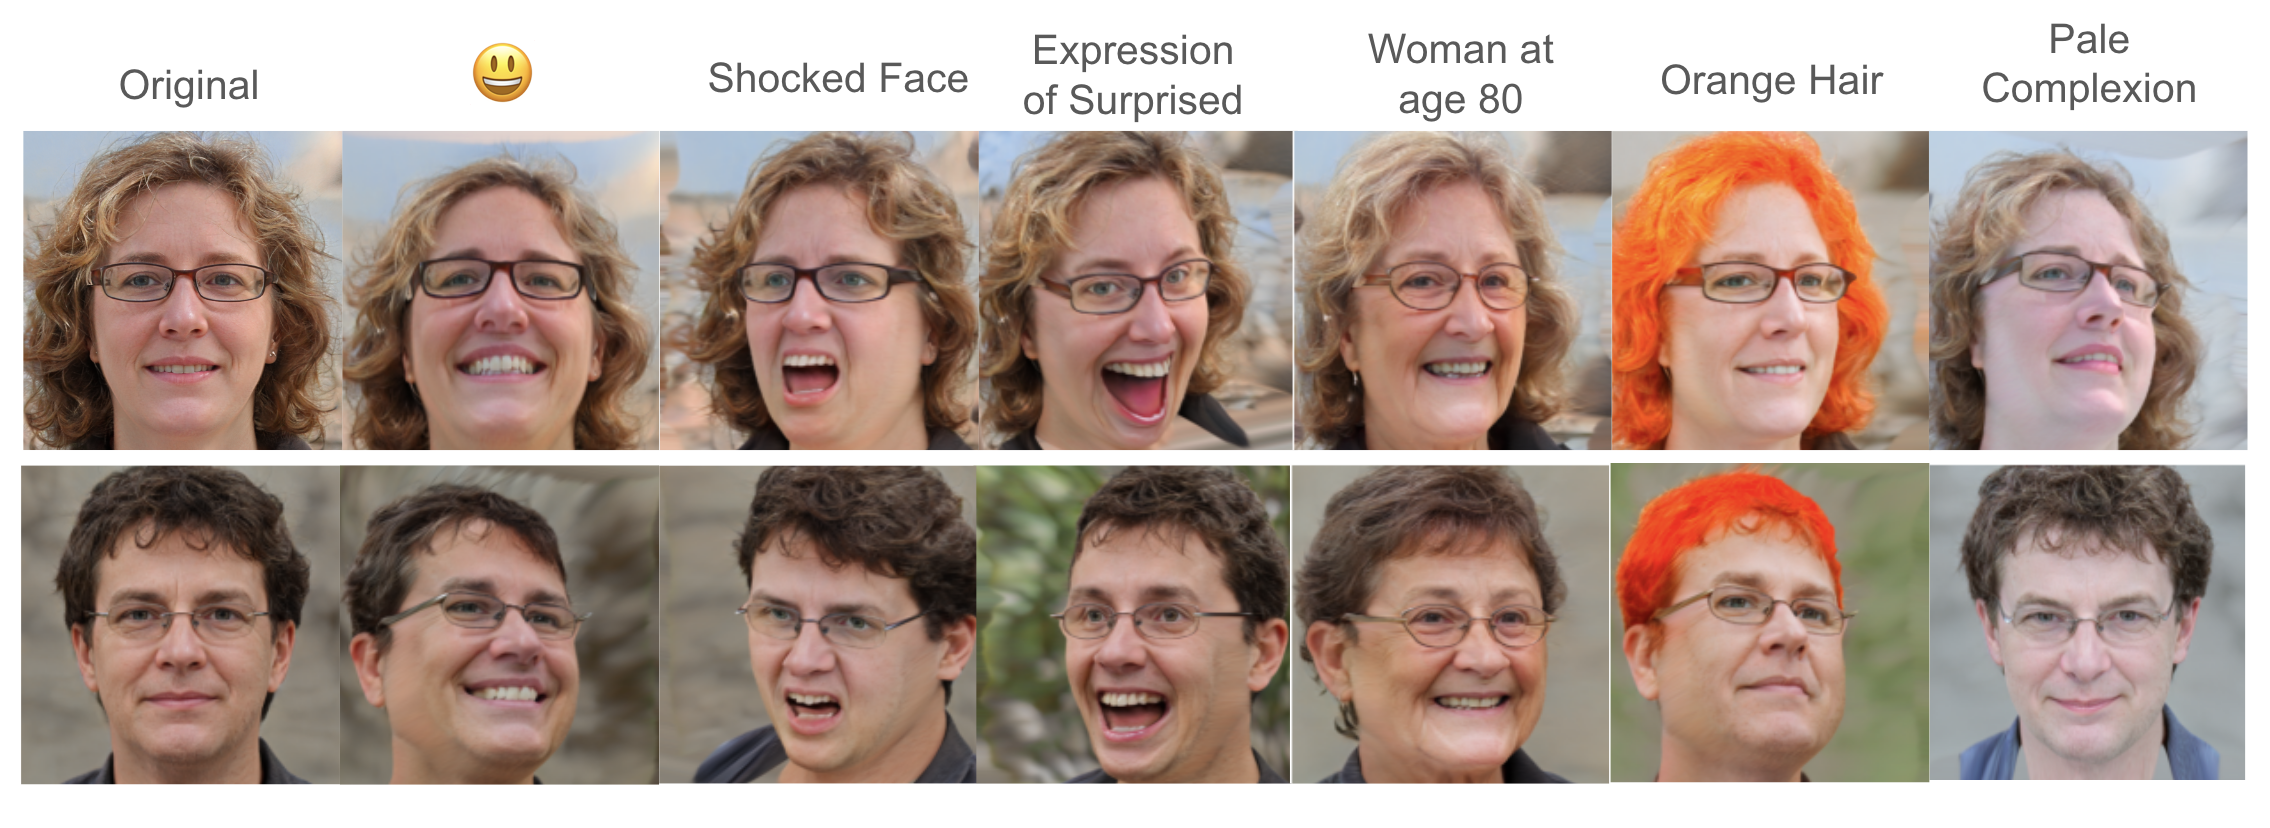 Original
Shocked Face
Expression
of Surprised
Woman at
age 80
Orange Hair
Pale
Complexion